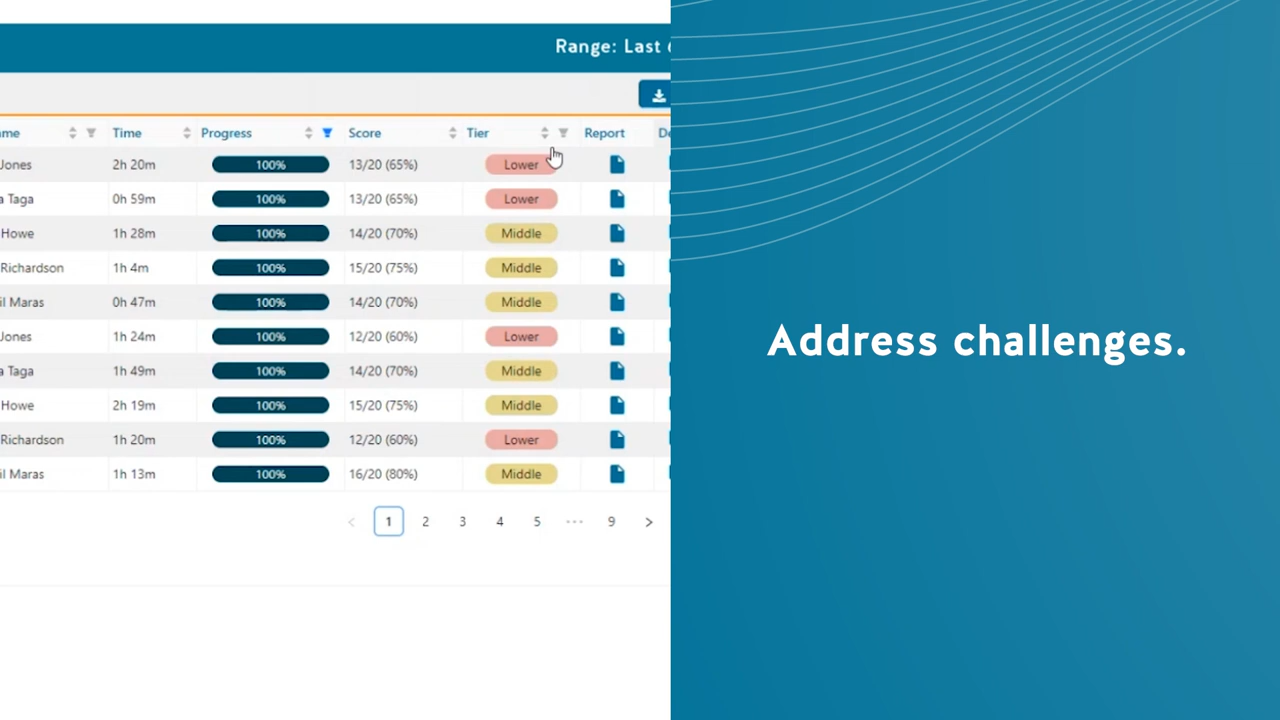 Range: Last
Time Progress Score Tier Report
Jones 2h 20m 100% 13/20 (65%) Lower
Taga 0h 59m 100% 13/20 (65%) Lower
Howe 1h 28m 100% 14/20 (70%) Middle
Richardson 1h 4m 100% 15/20 (75%) Middle
Maras 0h 47m 100% 14/20 (70%) Middle
Jones 1h 24m 100% 12/20 (60%) Lower
Taga 1h 49m 100% 14/20 (70%) Middle
Howe 2h 19m 100% 15/20 (75%) Middle
Richardson 1h 20m 100% 12/20 (60%) Lower
Maras 1h 13m 100% 16/20 (80%) Middle
< 1 2 3 4 5 ··· 9 >
Address challenges.